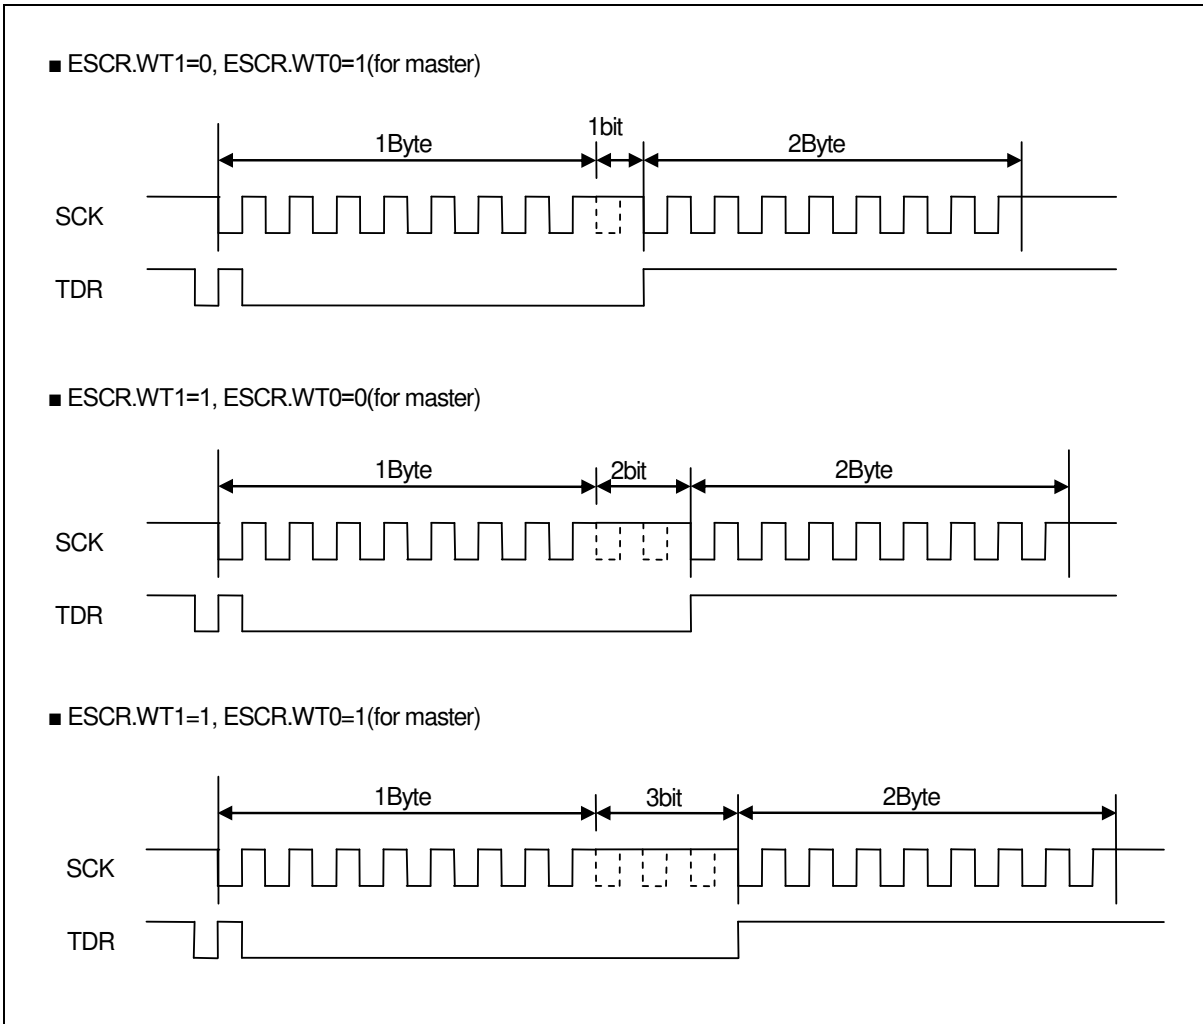 ■ ESCR.WT1=0, ESCR.WT0=1(for master)
1Byte 1bit 2Byte
SCK
TDR
■ ESCR.WT1=1, ESCR.WT0=0(for master)
1Byte 2bit 2Byte
SCK
TDR
■ ESCR.WT1=1, ESCR.WT0=1(for master)
1Byte 3bit 2Byte
SCK
TDR